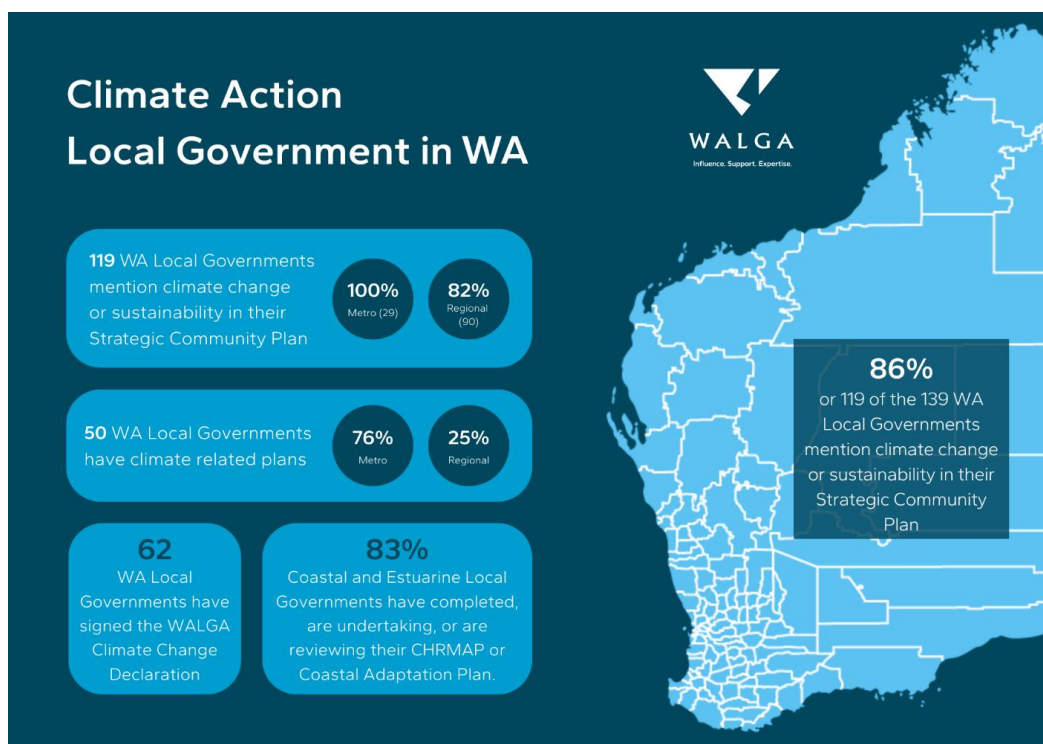 Climate Action
Local Government in WA
WALGA
Influence. Support. Expertise.
119 WA Local Governments
mention climate change
or sustainability in their
Strategic Community Plan
100%
Metro (29)
82%
Regional
(90)
50 WA Local Governments
have climate related plans
76%
Metro
25%
Regional
62
WA Local
Governments have
signed the WALGA
Climate Change
Declaration
83%
Coastal and Estuarine Local
Governments have completed,
are undertaking, or are
reviewing their CHRMAP or
Coastal Adaptation Plan.
86%
or 119 of the 139 WA
Local Governments
mention climate change
or sustainability in their
Strategic Community
Plan